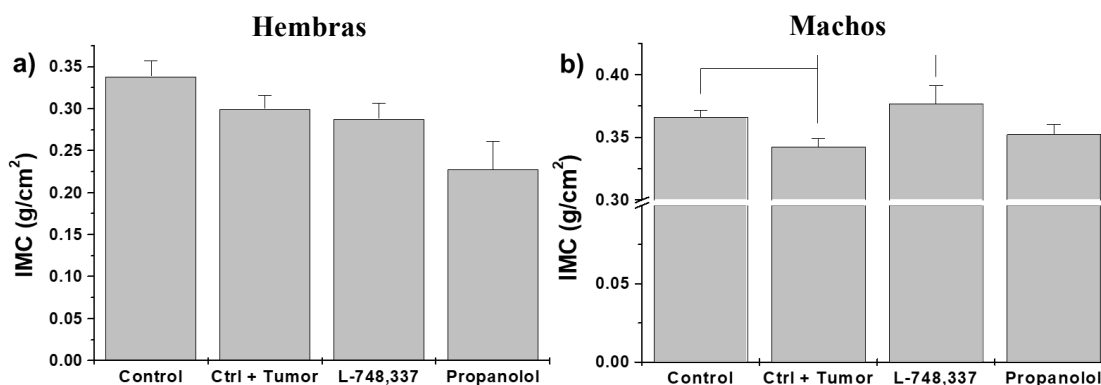 Hembras
a)
IMC (g/cm²)
0.35
0.30
0.25
0.20
0.15
0.10
0.05
0.00
Control
Ctrl + Tumor
L-748,337
Propanolol
Machos
b)
IMC (g/cm²)
0.40
0.35
0.30
0.05
0.00
Control
Ctrl + Tumor
L-748,337
Propanolol